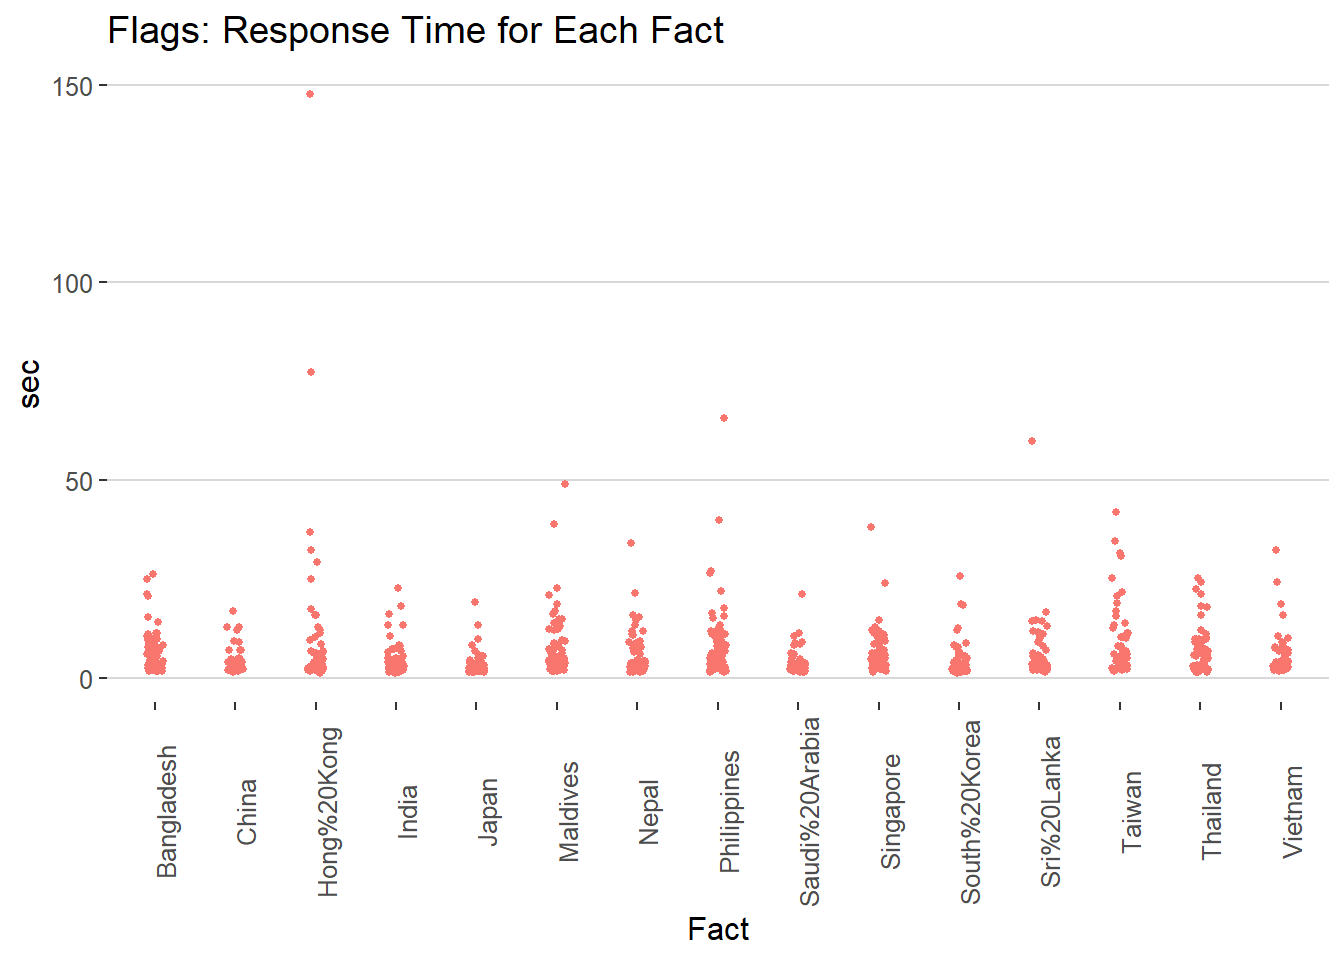 Flags: Response Time for Each Fact
150
100
50
0
sec
Bangladesh
China
Hong%20Kong
India
Japan
Maldives
Nepal
Philippines
Saudi%20Arabia
Singapore
South%20Korea
Sri%20Lanka
Taiwan
Thailand
Vietnam
Fact